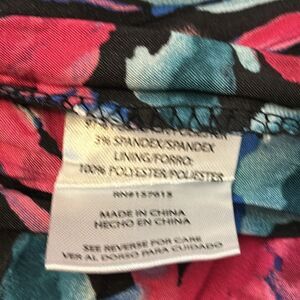 3% SPANDEX/SPANDEX
LINING/FORRO:
100% POLYESTER POLIESTER
RN#157615
MADE IN CHINA
HECHO EN CHINA
SEE REVERSE FOR CARE
VER AL DORSO PARA CUIDADO